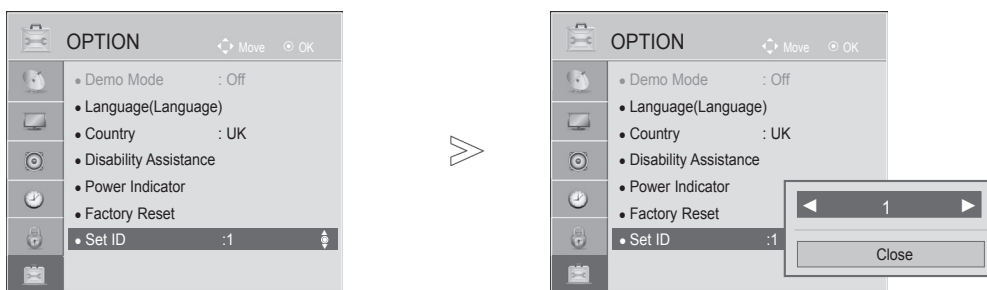 OPTION
Move
OK
• Demo Mode : Off
• Language(Language)
• Country : UK
• Disability Assistance
• Power Indicator
• Factory Reset
• Set ID :1
OPTION
Move
OK
• Demo Mode : Off
• Language(Language)
• Country : UK
• Disability Assistance
• Power Indicator
• Factory Reset
• Set ID :1
◄ 1 ►
Close